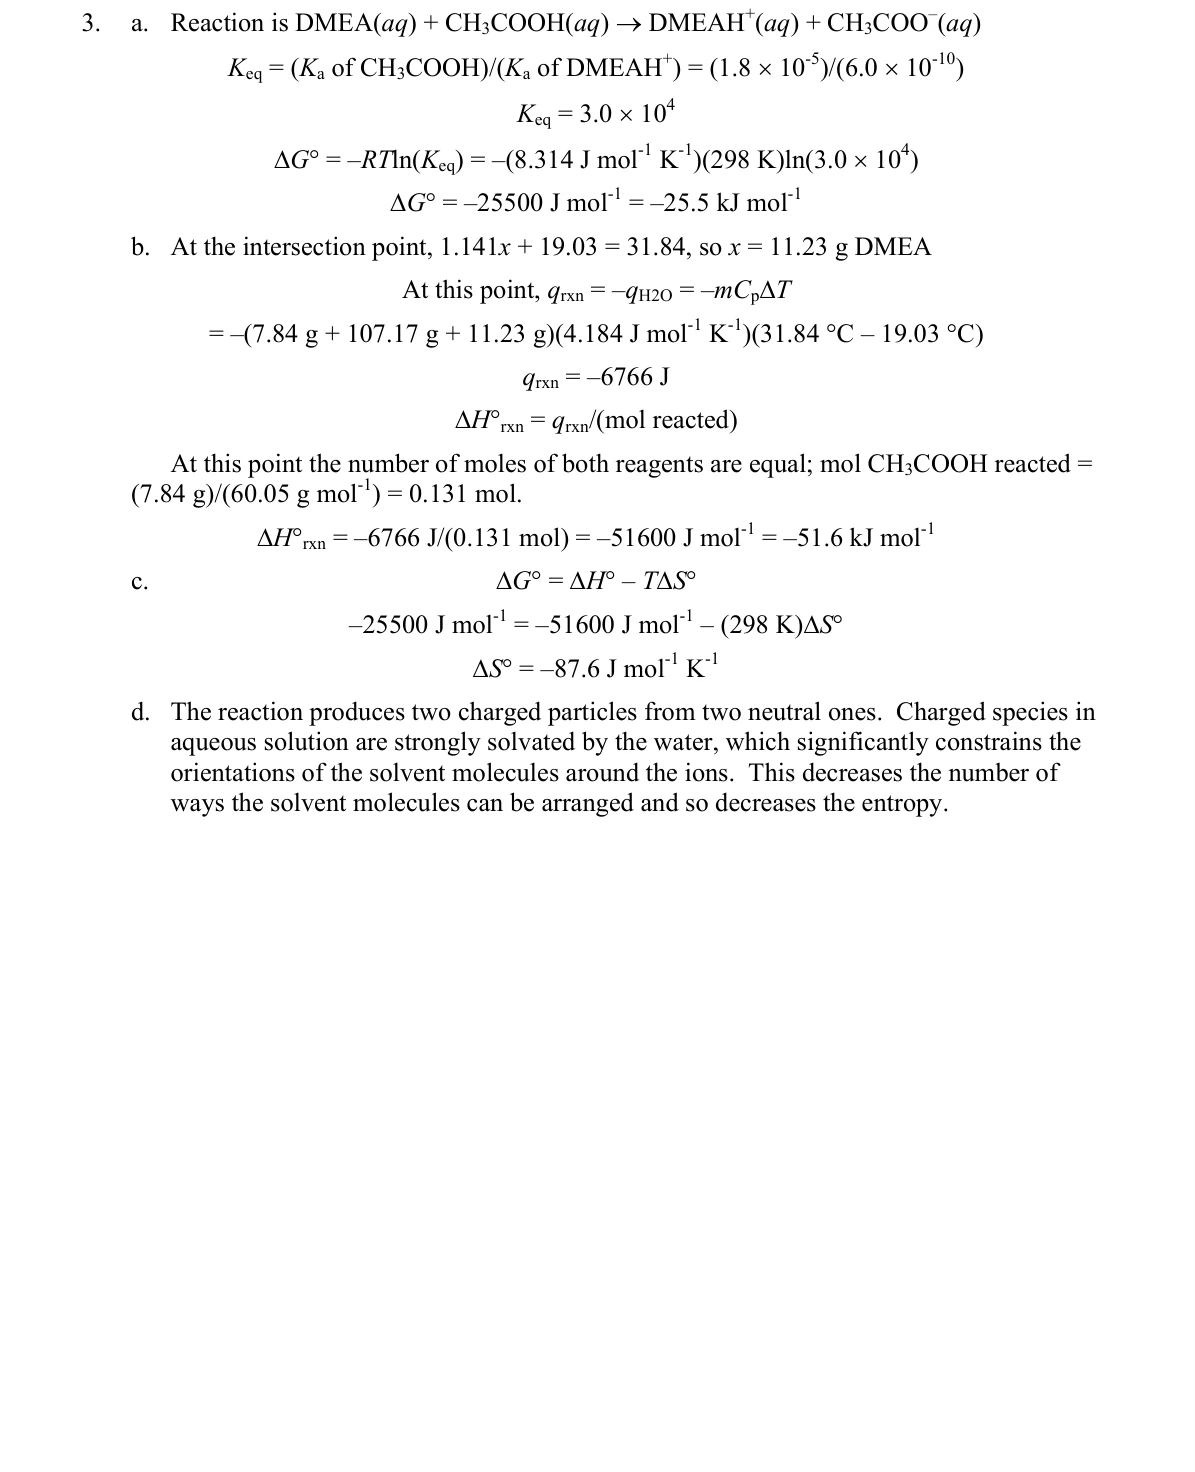 3. a. Reaction is DMEA(aq) + CH₃COOH(aq) → DMEAH⁺(aq) + CH₃COO⁻(aq)
Keq = (Ka of CH₃COOH)/(Ka of DMEAH⁺) = (1.8 × 10⁻⁵)/(6.0 × 10⁻¹⁰)
Keq = 3.0 × 10⁴
ΔG° = –RTln(Keq) = –(8.314 J mol⁻¹ K⁻¹)(298 K)ln(3.0 × 10⁴)
ΔG° = –25500 J mol⁻¹ = –25.5 kJ mol⁻¹
b. At the intersection point, 1.141x + 19.03 = 31.84, so x = 11.23 g DMEA
At this point, qrxn = –qH2O = –mCpΔT
= –(7.84 g + 107.17 g + 11.23 g)(4.184 J mol⁻¹ K⁻¹)(31.84 °C – 19.03 °C)
qrxn = –6766 J
ΔH°rxn = qrxn/(mol reacted)
At this point the number of moles of both reagents are equal; mol CH₃COOH reacted =
(7.84 g)/(60.05 g mol⁻¹) = 0.131 mol.
ΔH°rxn = –6766 J/(0.131 mol) = –51600 J mol⁻¹ = –51.6 kJ mol⁻¹
c. ΔG° = ΔH° – TΔS°
–25500 J mol⁻¹ = –51600 J mol⁻¹ – (298 K)ΔS°
ΔS° = –87.6 J mol⁻¹ K⁻¹
d. The reaction produces two charged particles from two neutral ones. Charged species in
aqueous solution are strongly solvated by the water, which significantly constrains the
orientations of the solvent molecules around the ions. This decreases the number of
ways the solvent molecules can be arranged and so decreases the entropy.